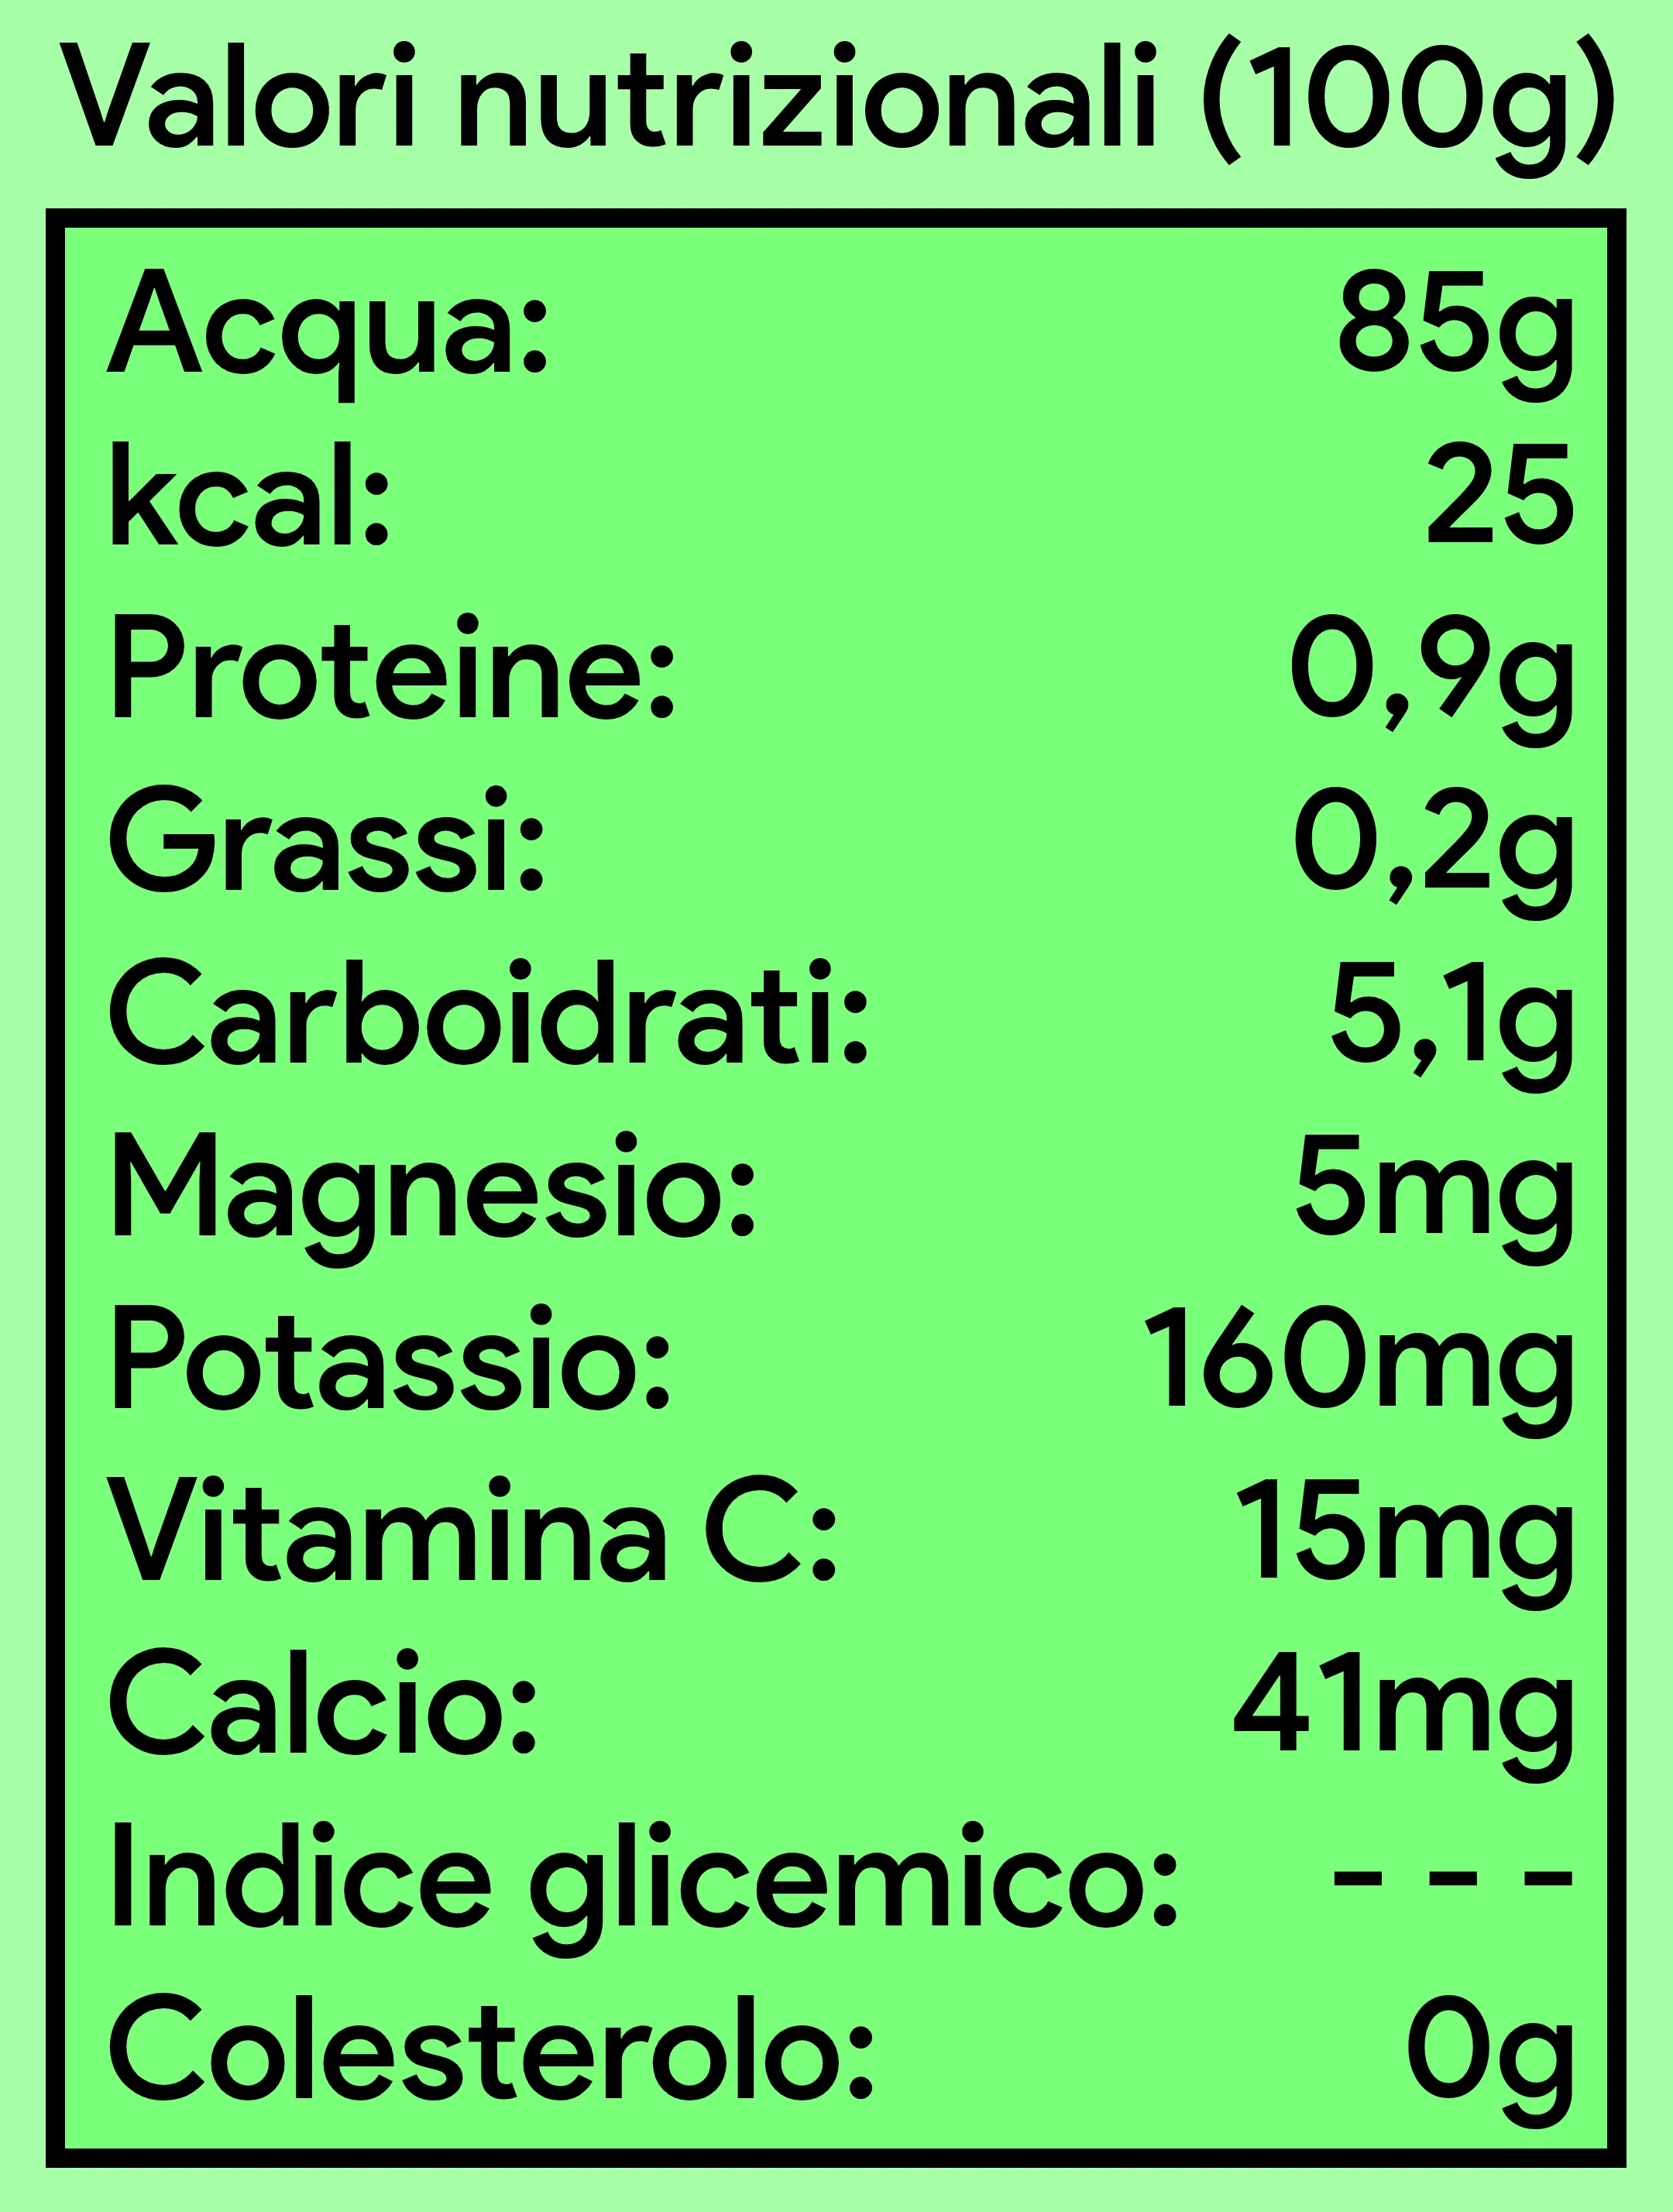 Valori nutrizionali (100g)
Acqua: 85g
kcal: 25
Proteine: 0,9g
Grassi: 0,2g
Carboidrati: 5,1g
Magnesio: 5mg
Potassio: 160mg
Vitamina C: 15mg
Calcio: 41mg
Indice glicemico: - - -
Colesterolo: 0g